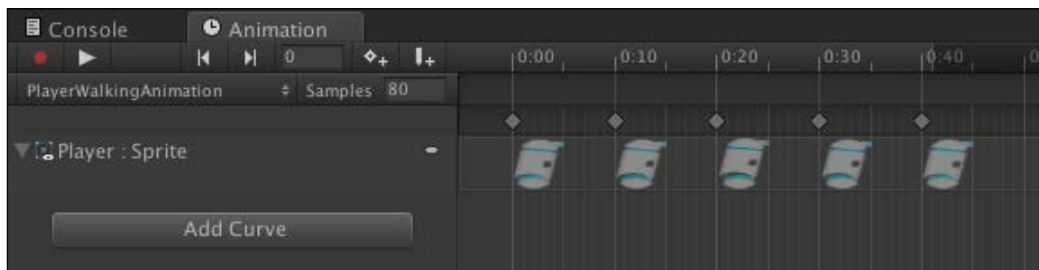 Console
Animation
0
0:00 0:10 0:20 0:30 0:40 0
PlayerWalkingAnimation
Samples 80
Player : Sprite
Add Curve